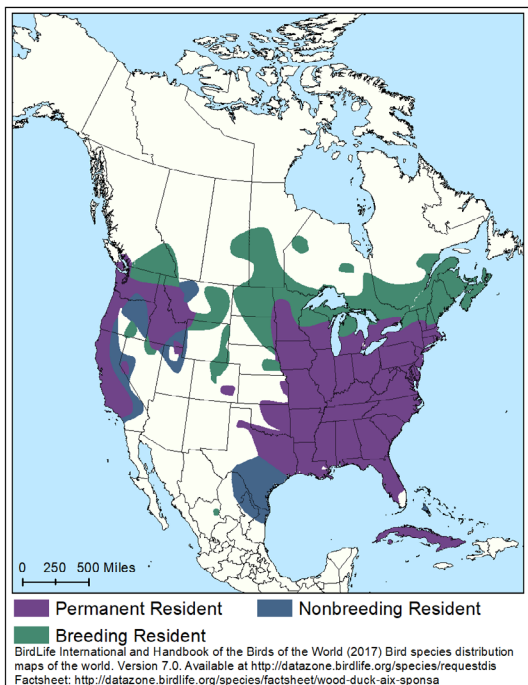 0 250 500 Miles
Permanent Resident Nonbreeding Resident
Breeding Resident
BirdLife International and Handbook of the Birds of the World (2017) Bird species distribution
maps of the world. Version 7.0. Available at http://datazone.birdlife.org/species/requestdis
Factsheet: http://datazone.birdlife.org/species/factsheet/wood-duck-aix-sponsa